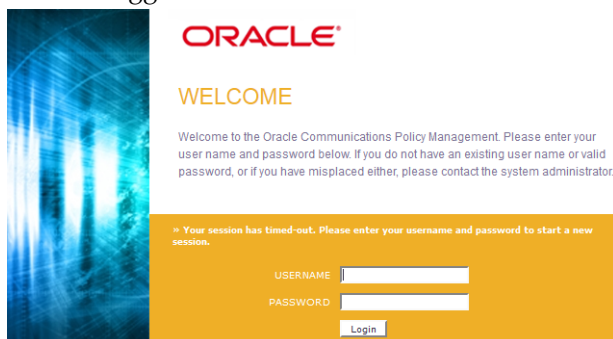 ORACLE®
WELCOME
Welcome to the Oracle Communications Policy Management. Please enter your
user name and password below. If you do not have an existing user name or valid
password, or if you have misplaced either, please contact the system administrator.
» Your session has timed-out. Please enter your username and password to start a new
session.
USERNAME
PASSWORD
Login